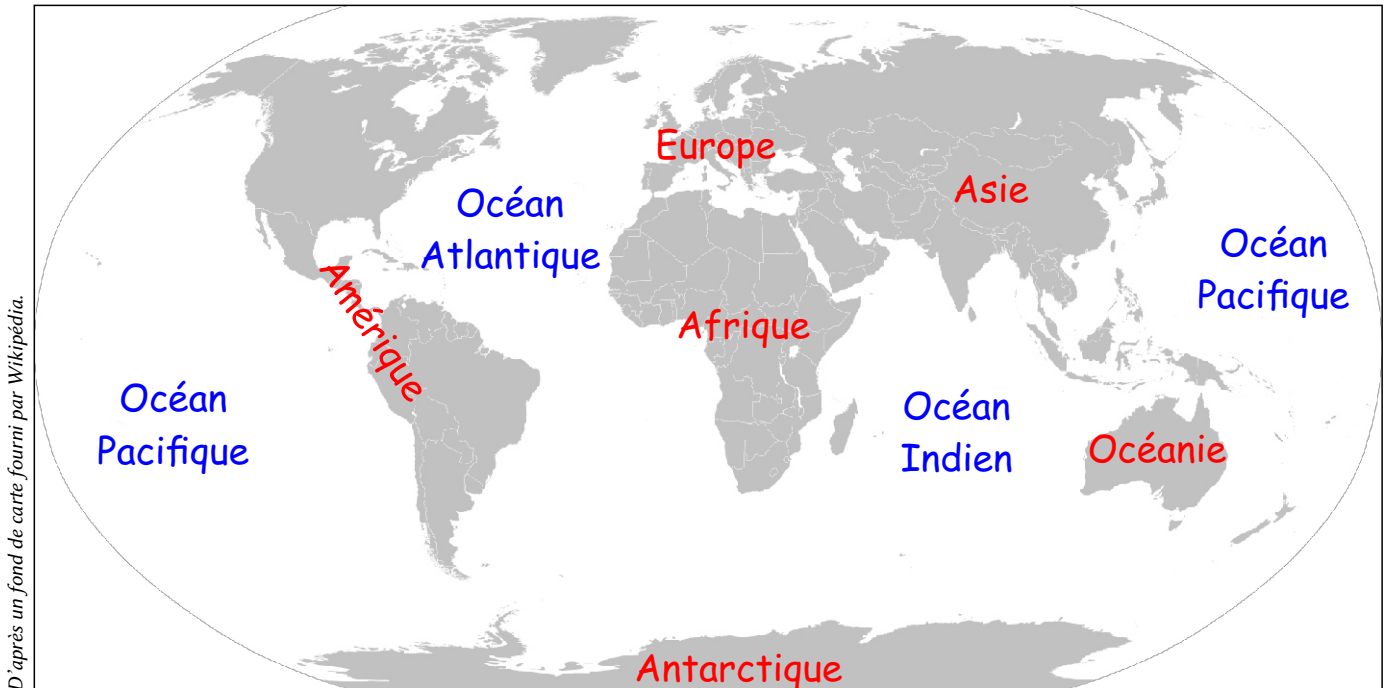 Europe
Asie
Océan
Atlantique
Océan
Pacifique
Amérique
Afrique
Océan
Pacifique
Océan
Indien
Océanie
Antarctique
D'après un fond de carte fourni par Wikipédia.